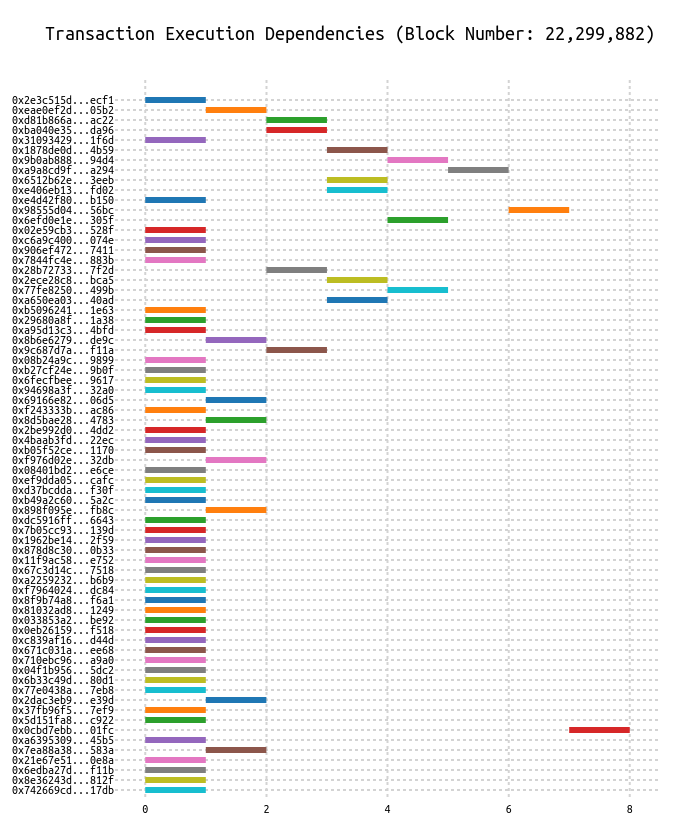 Transaction Execution Dependencies (Block Number: 22,299,882)
0x2e3c515d...ecf1
0xeae0ef2d...05b2
0xd81b866a...ac22
0xba040e35...da96
0x31093429...1f6d
0x1878de0d...4b59
0x9b0ab888...94d4
0xa9a8cd9f...a294
0x6512b62e...3eeb
0xe406eb13...fd02
0xe4d42f80...b150
0x98555d04...56bc
0x6efd0e1e...305f
0x02e59cb3...528f
0xc6a9c400...074e
0x906ef472...7411
0x7844fc4e...883b
0x28b72733...7f2d
0x2ece28c8...bca5
0x77fe8250...499b
0xa650ea03...40ad
0xb5096241...1e63
0x29680a8f...1a38
0xa95d13c3...4bfd
0x8b6e6279...de9c
0x9c687d7a...f11a
0x08b24a9c...9899
0xb27cf24e...9b0f
0x6fecfbee...9617
0x94698a3f...32a0
0x69166e82...06d5
0xf243333b...ac86
0x8d5bae28...4783
0x2be992d0...4dd2
0x4baab3fd...22ec
0xb05f52ce...1170
0xf976d02e...32db
0x08401bd2...e6ce
0xef9dda05...cafc
0xd37bcdda...f30f
0xb49a2c60...5a2c
0x898f095e...fb8c
0xdc5916ff...6643
0x7b05cc93...139d
0x1962be14...2f59
0x878d8c30...0b33
0x11f9ac58...e752
0x67c3d14c...7518
0xa2259232...b6b9
0xf7964024...dc84
0x8f9b74a8...f6a1
0x81032ad8...1249
0x033853a2...be92
0x0eb26159...f518
0xc839af16...d44d
0x671c031a...ee68
0x710ebc96...a9a0
0x04f1b956...5dc2
0x6b33c49d...80d1
0x77e0438a...7eb8
0x2dac3eb9...e39d
0x37fb96f5...7ef9
0x5d151fa8...c922
0x0cbd7ebb...01fc
0xa6395309...45b5
0x7ea88a38...583a
0x21e67e51...0e8a
0x6edba27d...f11b
0x8e36243d...812f
0x742669cd...17db
0 2 4 6 8